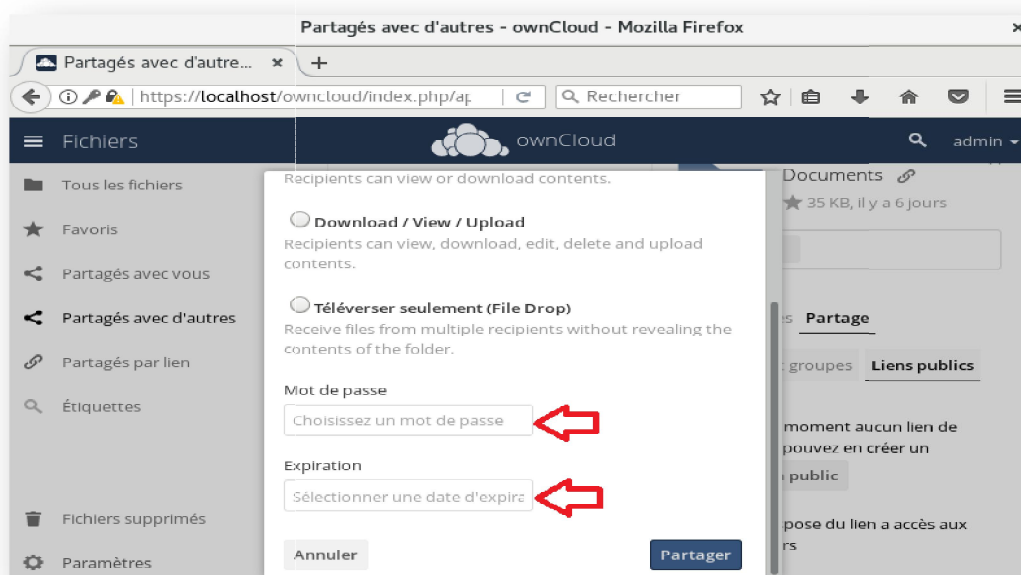 Partagés avec d'autres - ownCloud - Mozilla Firefox
Partagés avec d'autre...
https://localhost/owncloud/index.php/ap
Rechercher
Fichiers
ownCloud
admin
Tous les fichiers
Favoris
Partagés avec vous
Partagés avec d'autres
Partagés par lien
Étiquettes
Fichiers supprimés
Paramètres
Recipients can view or download contents.
Download / View / Upload
Recipients can view, download, edit, delete and upload
contents.
Téléverser seulement (File Drop)
Receive files from multiple recipients without revealing the
contents of the folder.
Mot de passe
Choisissez un mot de passe
Expiration
Sélectionner une date d'expira
Annuler
Partager
Documents
35 KB, il y a 6 jours
Partage
groupes
Liens publics
moment aucun lien de
pouvez en créer un
public
pose du lien a accès aux
rs